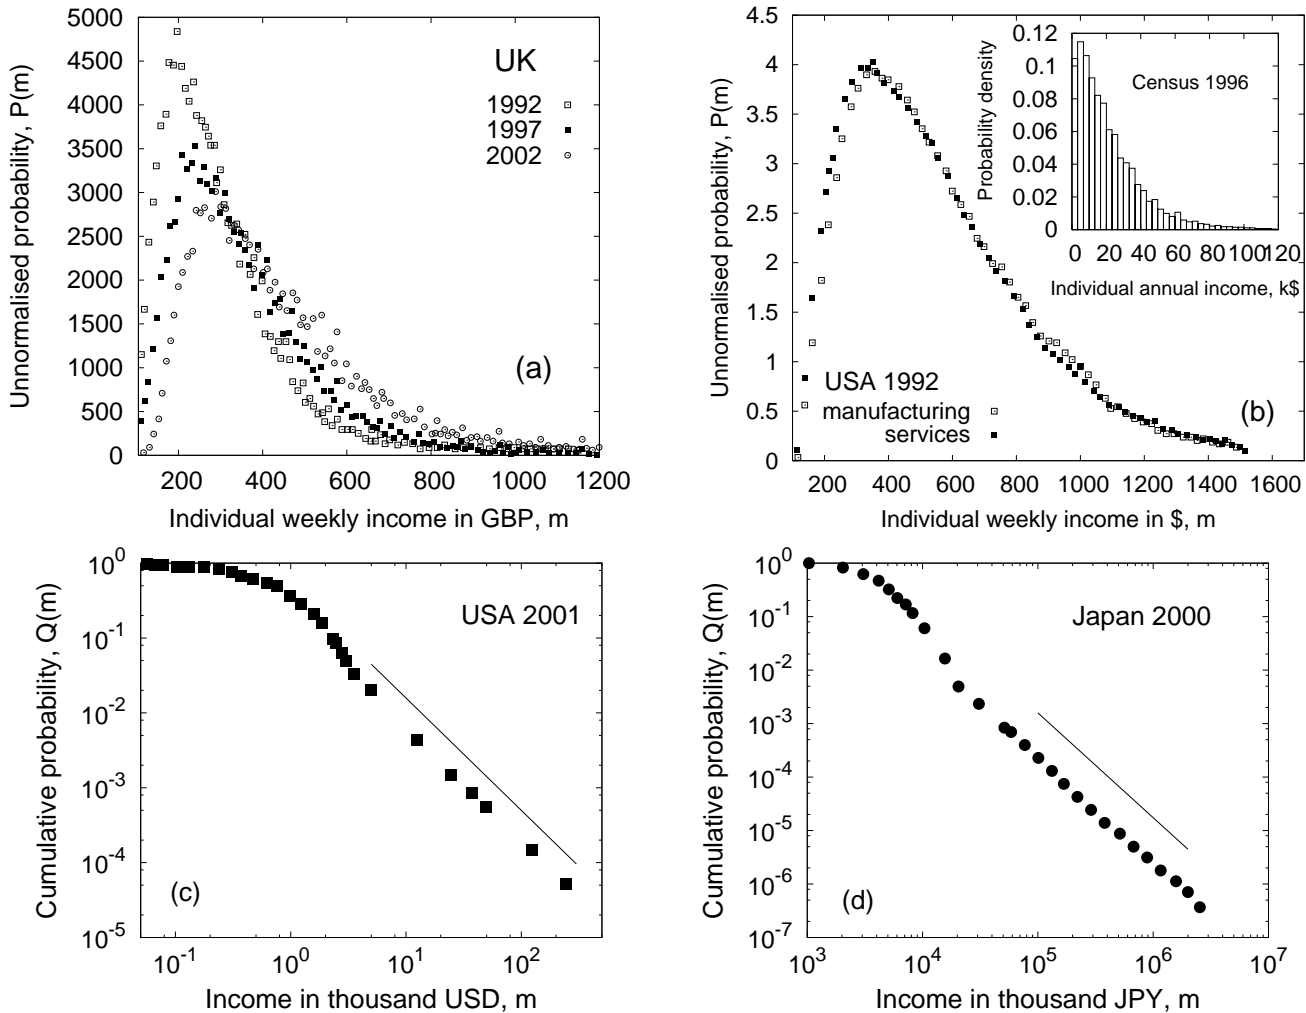 5000
4500
4000
3500
3000
2500
2000
1500
1000
500
0
Unnormalised probability, P(m)
UK
1992
1997
2002
(a)
200 400 600 800 1000 1200
Individual weekly income in GBP, m
4.5
4
3.5
3
2.5
2
1.5
1
0.5
0
Unnormalised probability, P(m)
0.12
0.1
0.08
0.06
0.04
0.02
0
Probability density
Census 1996
0 20 40 60 80 100 120
Individual annual income, k$
USA 1992
manufacturing
services
(b)
200 400 600 800 1000 1200 1400 1600
Individual weekly income in $, m
10^0
10^-1
10^-2
10^-3
10^-4
10^-5
Cumulative probability, Q(m)
USA 2001
(c)
10^-1 10^0 10^1 10^2
Income in thousand USD, m
10^0
10^-1
10^-2
10^-3
10^-4
10^-5
10^-6
10^-7
Cumulative probability, Q(m)
Japan 2000
(d)
10^3 10^4 10^5 10^6 10^7
Income in thousand JPY, m